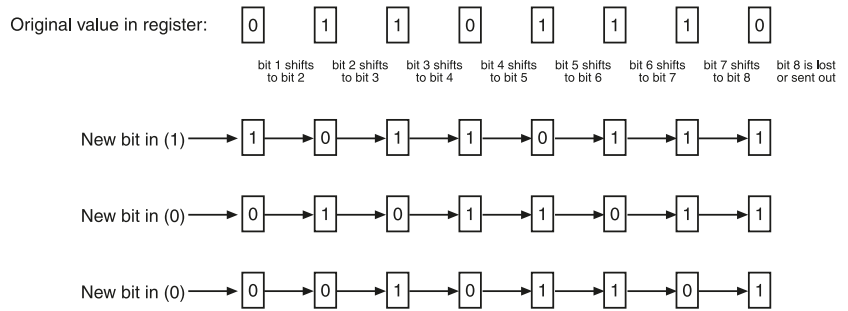 Original value in register: 0 1 1 0 1 1 1 0
bit 1 shifts bit 2 shifts bit 3 shifts bit 4 shifts bit 5 shifts bit 6 shifts bit 7 shifts bit 8 is lost
to bit 2 to bit 3 to bit 4 to bit 5 to bit 6 to bit 7 to bit 8 or sent out
New bit in (1) 1 0 1 1 0 1 1 1
New bit in (0) 0 1 0 1 1 0 1 1
New bit in (0) 0 0 1 0 1 1 0 1